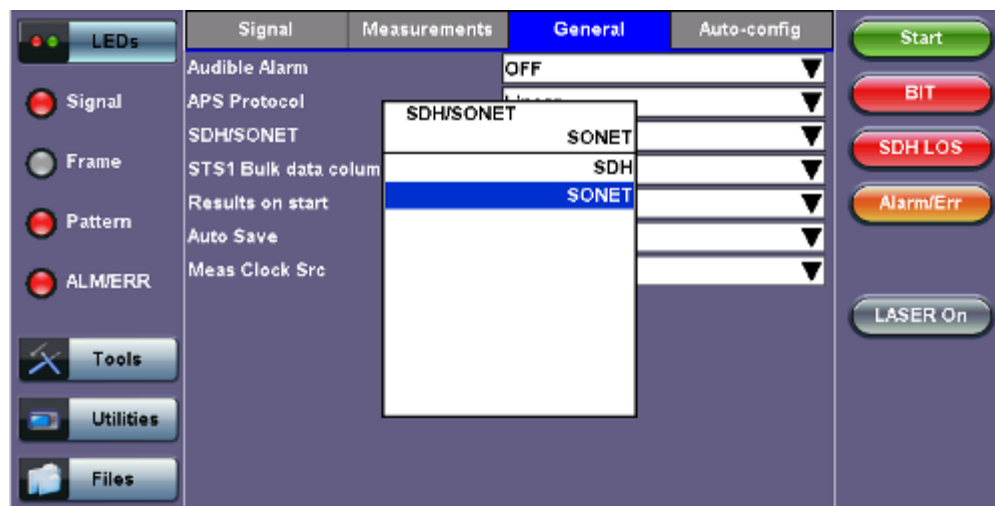 LEDs
Signal
Frame
Pattern
ALM/ERR
Tools
Utilities
Files
Signal Measurements General Auto-config
Audible Alarm OFF
APS Protocol
SDH/SONET
STS1 Bulk data colum
Results on start
Auto Save
Meas Clock Src
SDH/SONET
SONET
SDH
SONET
Start
BIT
SDH LOS
Alarm/Err
LASER On